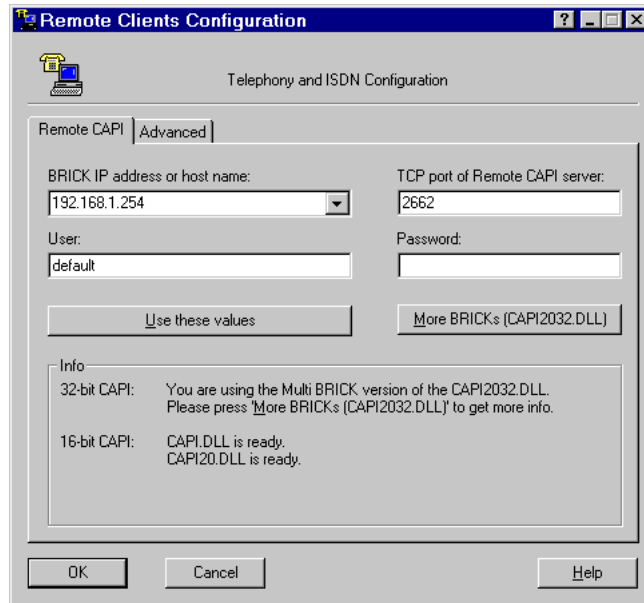 Remote Clients Configuration
Telephony and ISDN Configuration
Remote CAPI
Advanced
BRICK IP address or host name:
TCP port of Remote CAPI server:
192.168.1.254
2662
User:
Password:
default
Use these values
More BRICKs (CAPI2032.DLL)
Info
32-bit CAPI: You are using the Multi BRICK version of the CAPI2032.DLL.
Please press 'More BRICKs (CAPI2032.DLL)' to get more info.
16-bit CAPI: CAPI.DLL is ready.
CAPI20.DLL is ready.
OK
Cancel
Help